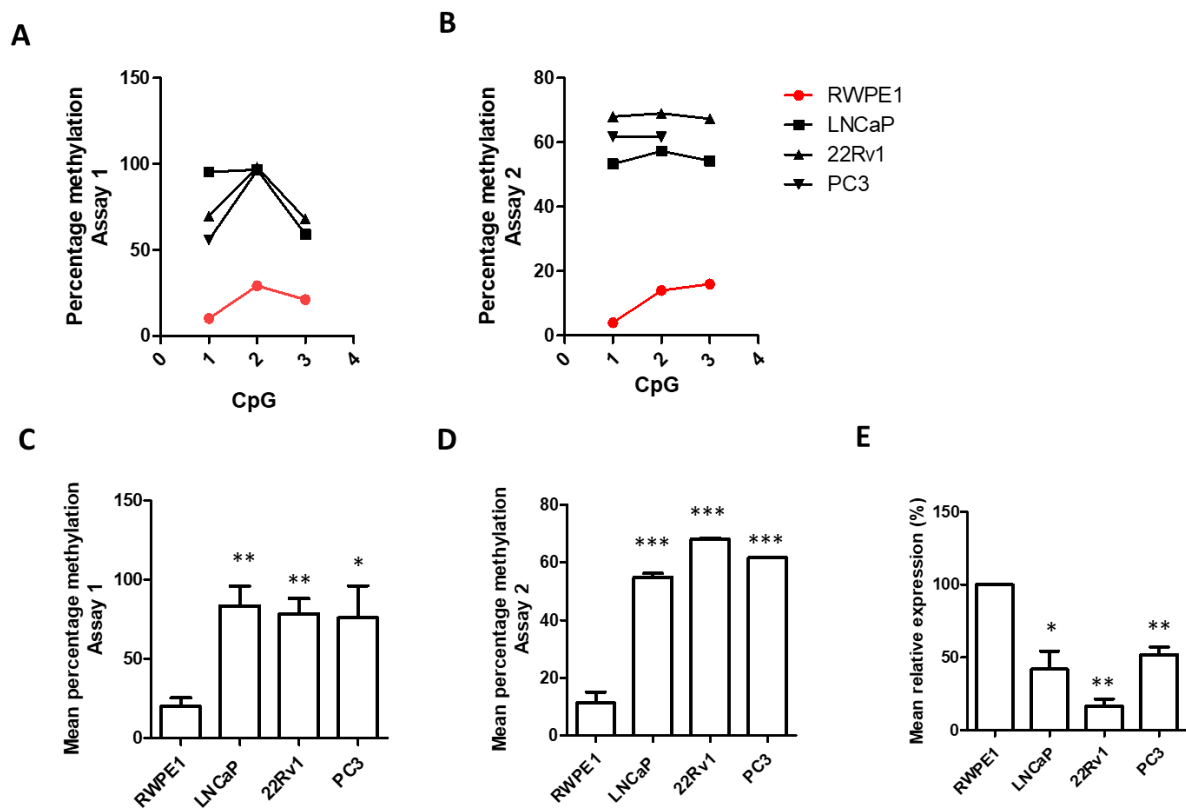 A
Percentage methylation
Assay 1
150
100
50
0
0 1 2 3 4
CpG
B
Percentage methylation
Assay 2
80
60
40
20
0
0 1 2 3 4
CpG
RWPE1
LNCaP
22Rv1
PC3
C
Mean percentage methylation
Assay 1
150
100
50
0
** ** *
RWPE1 LNCaP 22Rv1 PC3
D
Mean percentage methylation
Assay 2
80
60
40
20
0
*** *** ***
RWPE1 LNCaP 22Rv1 PC3
E
Mean relative expression (%)
150
100
50
0
* ** **
RWPE1 LNCaP 22Rv1 PC3